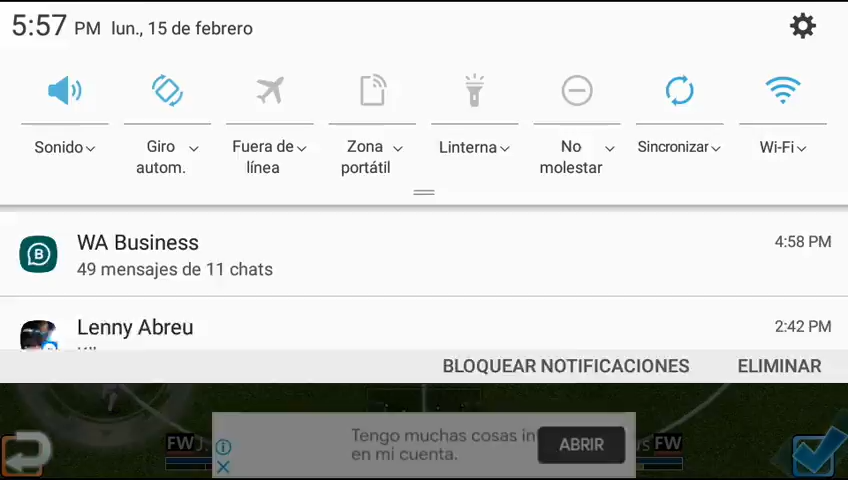 5:57 PM lun., 15 de febrero
Sonido
Giro autom.
Fuera de línea
Zona portátil
Linterna
No molestar
Sincronizar
Wi-Fi
WA Business
4:58 PM
49 mensajes de 11 chats
Lenny Abreu
2:42 PM
BLOQUEAR NOTIFICACIONES
ELIMINAR
Tengo muchas cosas in
en mi cuenta.
ABRIR
FW J.
FW